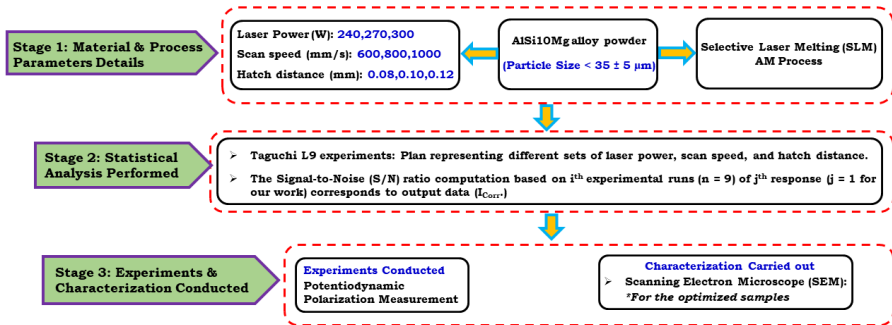 Stage 1: Material & Process
Parameters Details
Laser Power (W): 240,270,300
Scan speed (mm/s): 600,800,1000
Hatch distance (mm): 0.08,0.10,0.12
AlSi10Mg alloy powder
(Particle Size < 35 ± 5 µm)
Selective Laser Melting (SLM)
AM Process
Stage 2: Statistical
Analysis Performed
➢ Taguchi L9 experiments: Plan representing different sets of laser power, scan speed, and hatch distance.
➢ The Signal-to-Noise (S/N) ratio computation based on ith experimental runs (n = 9) of jth response (j = 1 for
our work) corresponds to output data (ICorr.)
Stage 3: Experiments &
Characterization Conducted
Experiments Conducted
Potentiodynamic
Polarization Measurement
Characterization Carried out
➢ Scanning Electron Microscope (SEM):
*For the optimized samples